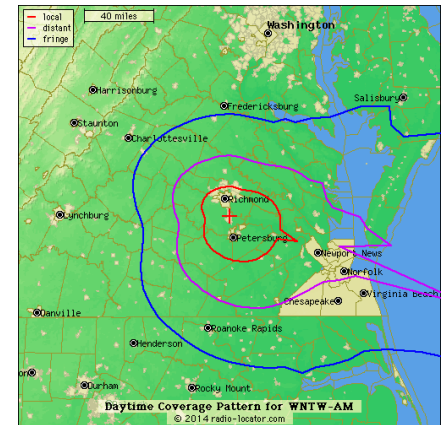 local
distant
fringe
40 miles
Washington
Harrisonburg
Salisbury
Fredericksburg
Staunton
Charlottesville
Richmond
Lynchburg
Petersburg
Newport News
Norfolk
Virginia Beach
Chesapeake
Danville
Roanoke Rapids
Henderson
on
Durham
Rocky Mount
Daytime Coverage Pattern for WNTW-AM
© 2014 radio-locator.com